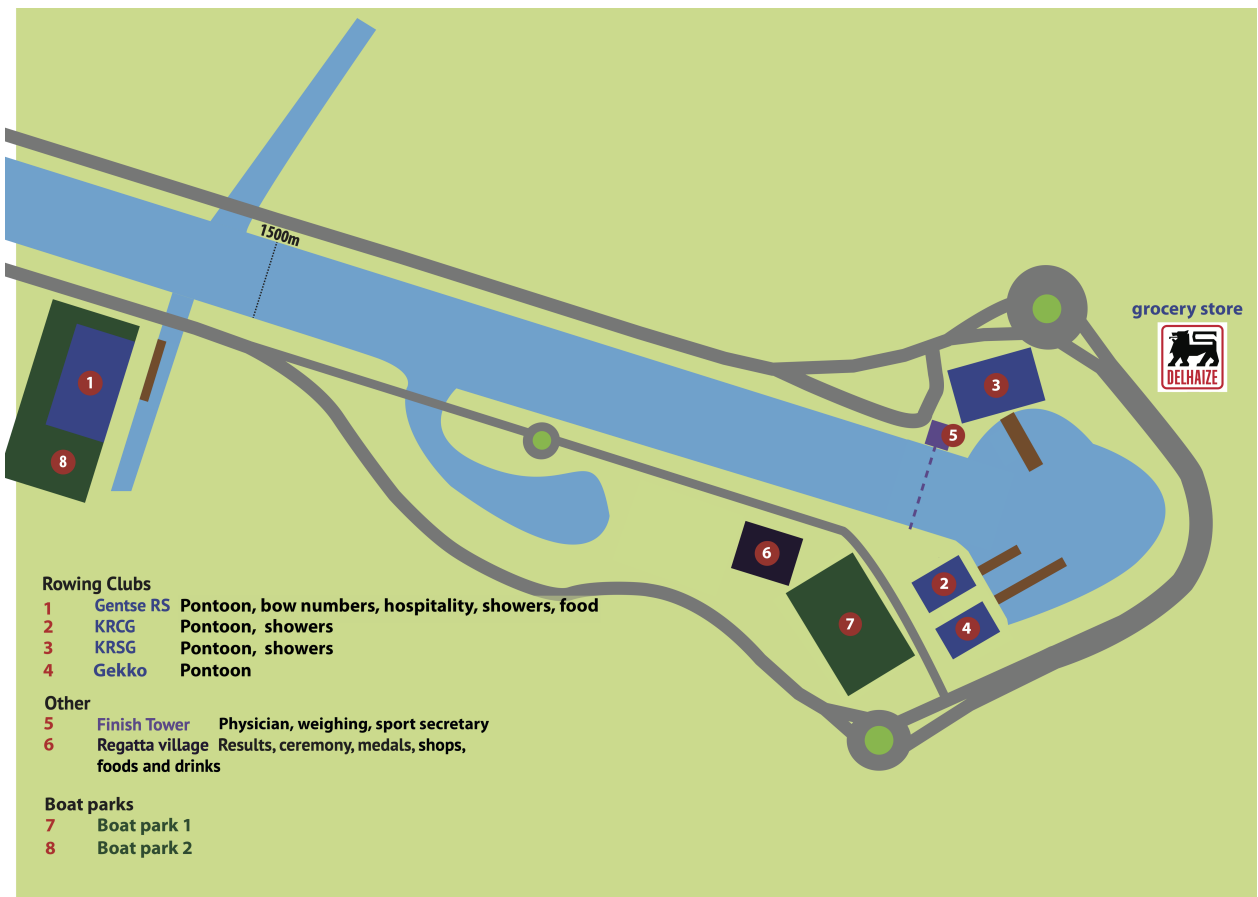 1500m
grocery store
DELHAIZE
3
5
1
8
6
2
7
4
Rowing Clubs
1 Gentse RS Pontoon, bow numbers, hospitality, showers, food
2 KRCG Pontoon, showers
3 KRSG Pontoon, showers
4 Gekko Pontoon
Other
5 Finish Tower Physician, weighing, sport secretary
6 Regatta village Results, ceremony, medals, shops,
foods and drinks
Boat parks
7 Boat park 1
8 Boat park 2